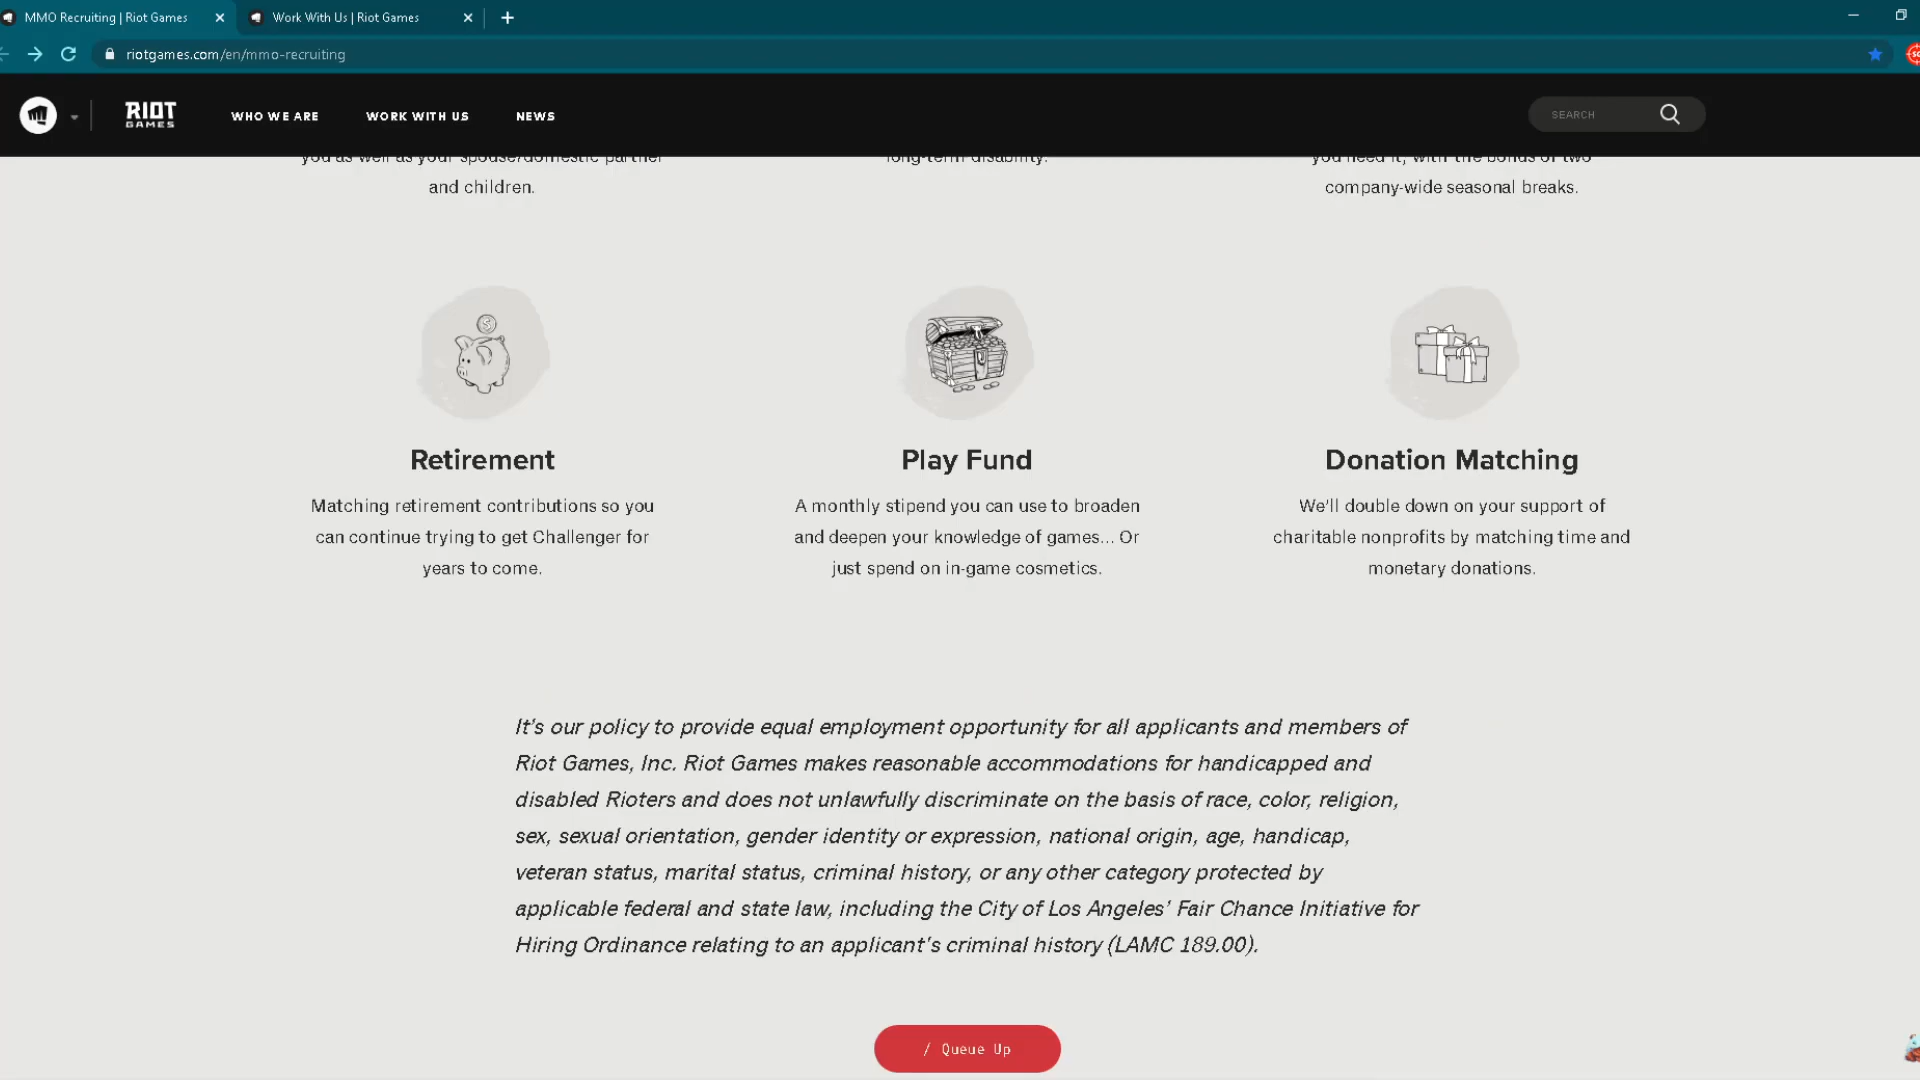 MMO Recruiting | Riot Games
Work With Us | Riot Games
riotgames.com/en/mmo-recruiting
RIOT
GAMES
WHO WE ARE
WORK WITH US
NEWS
SEARCH
you as well as your spouse/domestic partner
and children.
long-term disability.
you need it, with the bonus of two
company-wide seasonal breaks.
Retirement
Matching retirement contributions so you
can continue trying to get Challenger for
years to come.
Play Fund
A monthly stipend you can use to broaden
and deepen your knowledge of games... Or
just spend on in-game cosmetics.
Donation Matching
We'll double down on your support of
charitable nonprofits by matching time and
monetary donations.
It's our policy to provide equal employment opportunity for all applicants and members of
Riot Games, Inc. Riot Games makes reasonable accommodations for handicapped and
disabled Rioters and does not unlawfully discriminate on the basis of race, color, religion,
sex, sexual orientation, gender identity or expression, national origin, age, handicap,
veteran status, marital status, criminal history, or any other category protected by
applicable federal and state law, including the City of Los Angeles' Fair Chance Initiative for
Hiring Ordinance relating to an applicant's criminal history (LAMC 189.00).
/ Queue Up